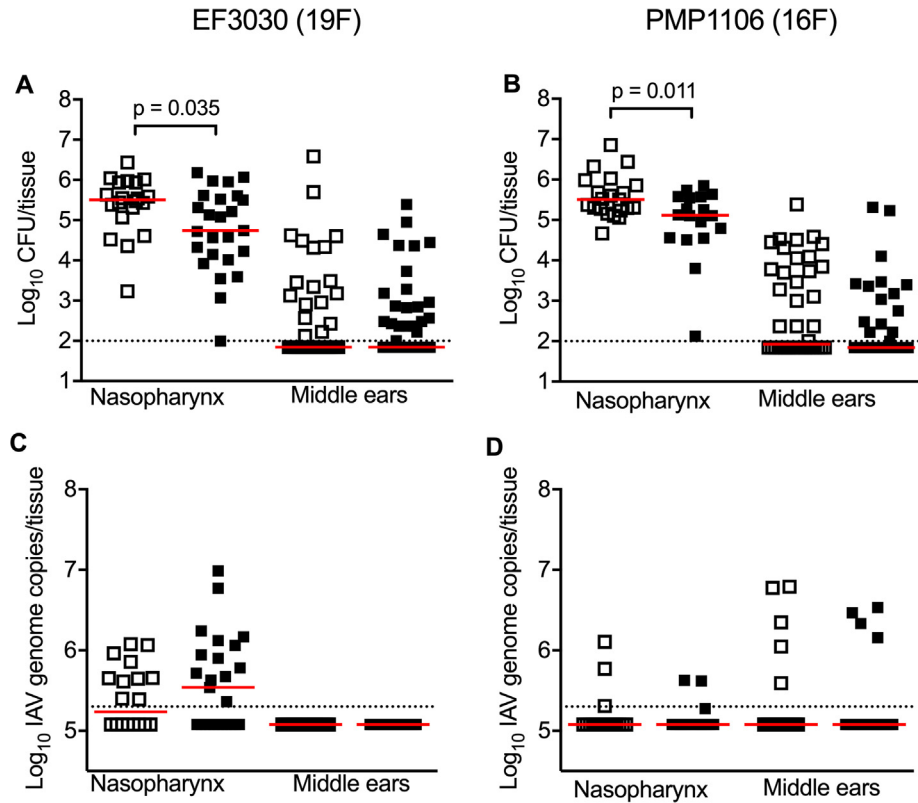 EF3030 (19F)
PMP1106 (16F)
A
Log10 CFU/tissue
8
7
6
5
4
3
2
1
p = 0.035
Nasopharynx
Middle ears
B
Log10 CFU/tissue
8
7
6
5
4
3
2
1
p = 0.011
Nasopharynx
Middle ears
C
Log10 IAV genome copies/tissue
8
7
6
5
Nasopharynx
Middle ears
D
Log10 IAV genome copies/tissue
8
7
6
5
Nasopharynx
Middle ears